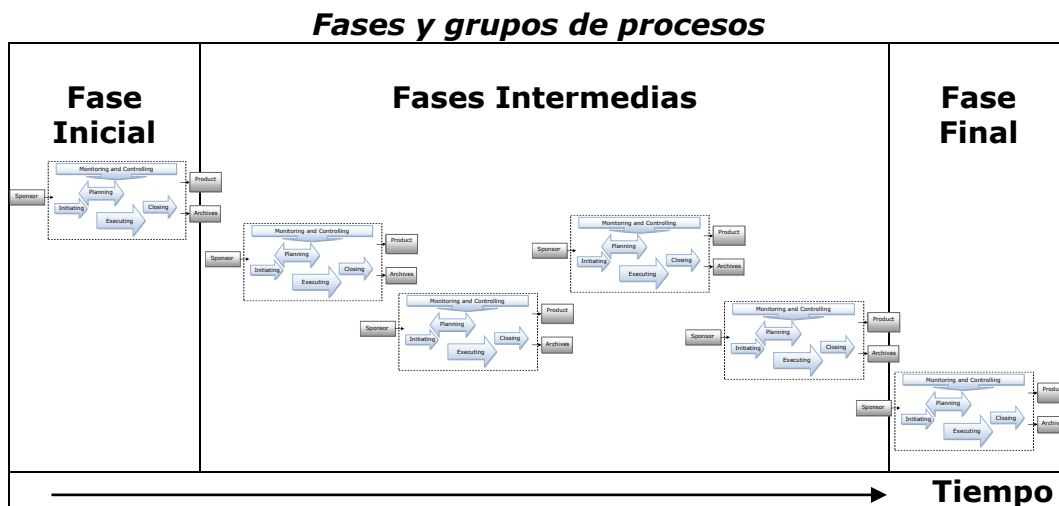 Fases y grupos de procesos
Fase
Inicial
Fases Intermedias
Fase
Final
Monitoring and Controlling
Sponsor
Planning
Initiating
Executing
Closing
Product
Archives
Monitoring and Controlling
Sponsor
Planning
Initiating
Executing
Closing
Product
Archives
Monitoring and Controlling
Sponsor
Planning
Initiating
Executing
Closing
Product
Archives
Monitoring and Controlling
Sponsor
Planning
Initiating
Executing
Closing
Product
Archives
Monitoring and Controlling
Sponsor
Planning
Initiating
Executing
Closing
Product
Archives
Monitoring and Controlling
Sponsor
Planning
Initiating
Executing
Closing
Product
Archives
Tiempo